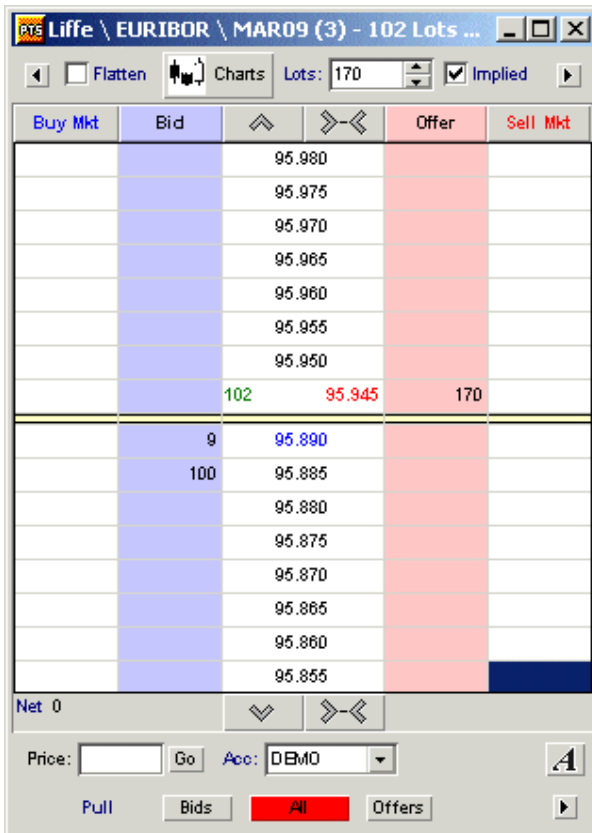 PTS Liffe \ EURIBOR \ MAR09 (3) - 102 Lots ...
Flatten Charts Lots: 170 Implied
Buy Mkt Bid Offer Sell Mkt
95.980
95.975
95.970
95.965
95.960
95.955
95.950
102 95.945 170
9 95.890
100 95.885
95.880
95.875
95.870
95.865
95.860
95.855
Net 0
Price: Go Acc: DEMO A
Pull Bids All Offers